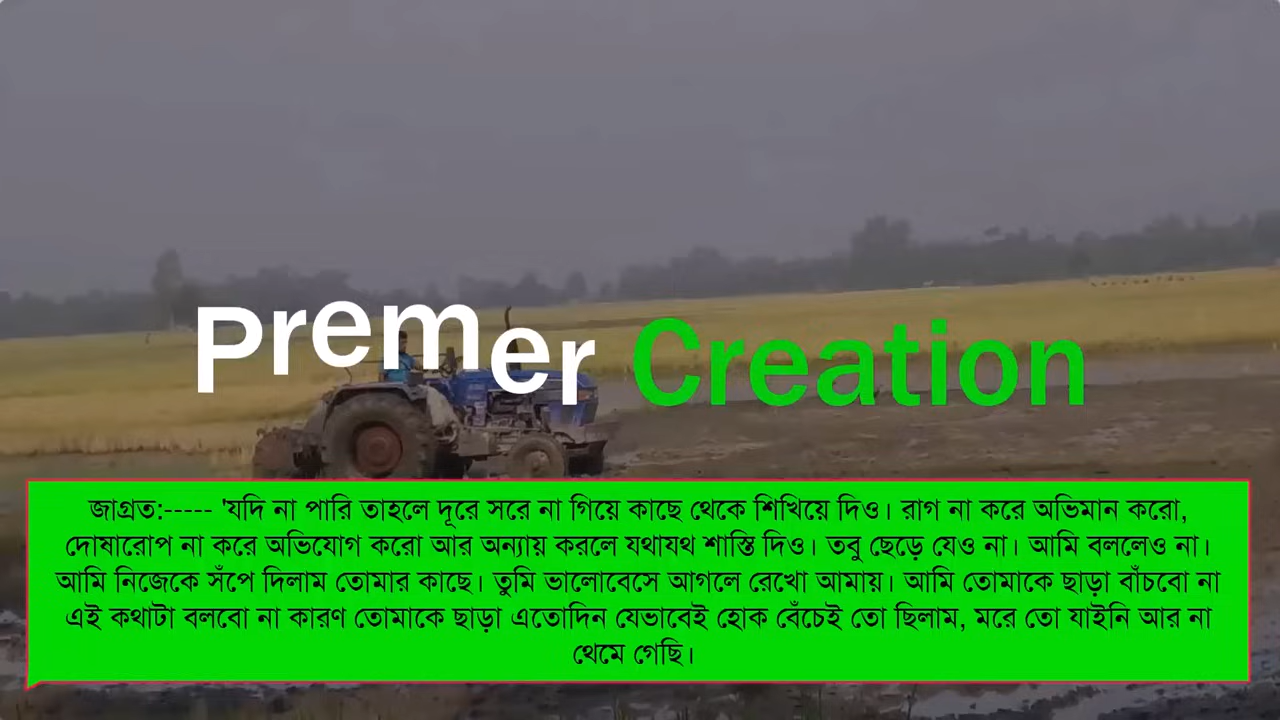 Premer Creation
জাগ্রত:----- 'যদি না পারি তাহলে দূরে সরে না গিয়ে কাছে থেকে শিখিয়ে দিও। রাগ না করে অভিমান করো,
দোষারোপ না করে অভিযোগ করো আর অন্যায় করলে যথাযথ শাস্তি দিও। তবু ছেড়ে যেও না। আমি বললেও না।
আমি নিজেকে সঁপে দিলাম তোমার কাছে। তুমি ভালোবেসে আগলে রেখো আমায়। আমি তোমাকে ছাড়া বাঁচবো না
এই কথাটা বলবো না কারণ তোমাকে ছাড়া এতোদিন যেভাবেই হোক বেঁচেই তো ছিলাম, মরে তো যাইনি আর না
থেমে গেছি।